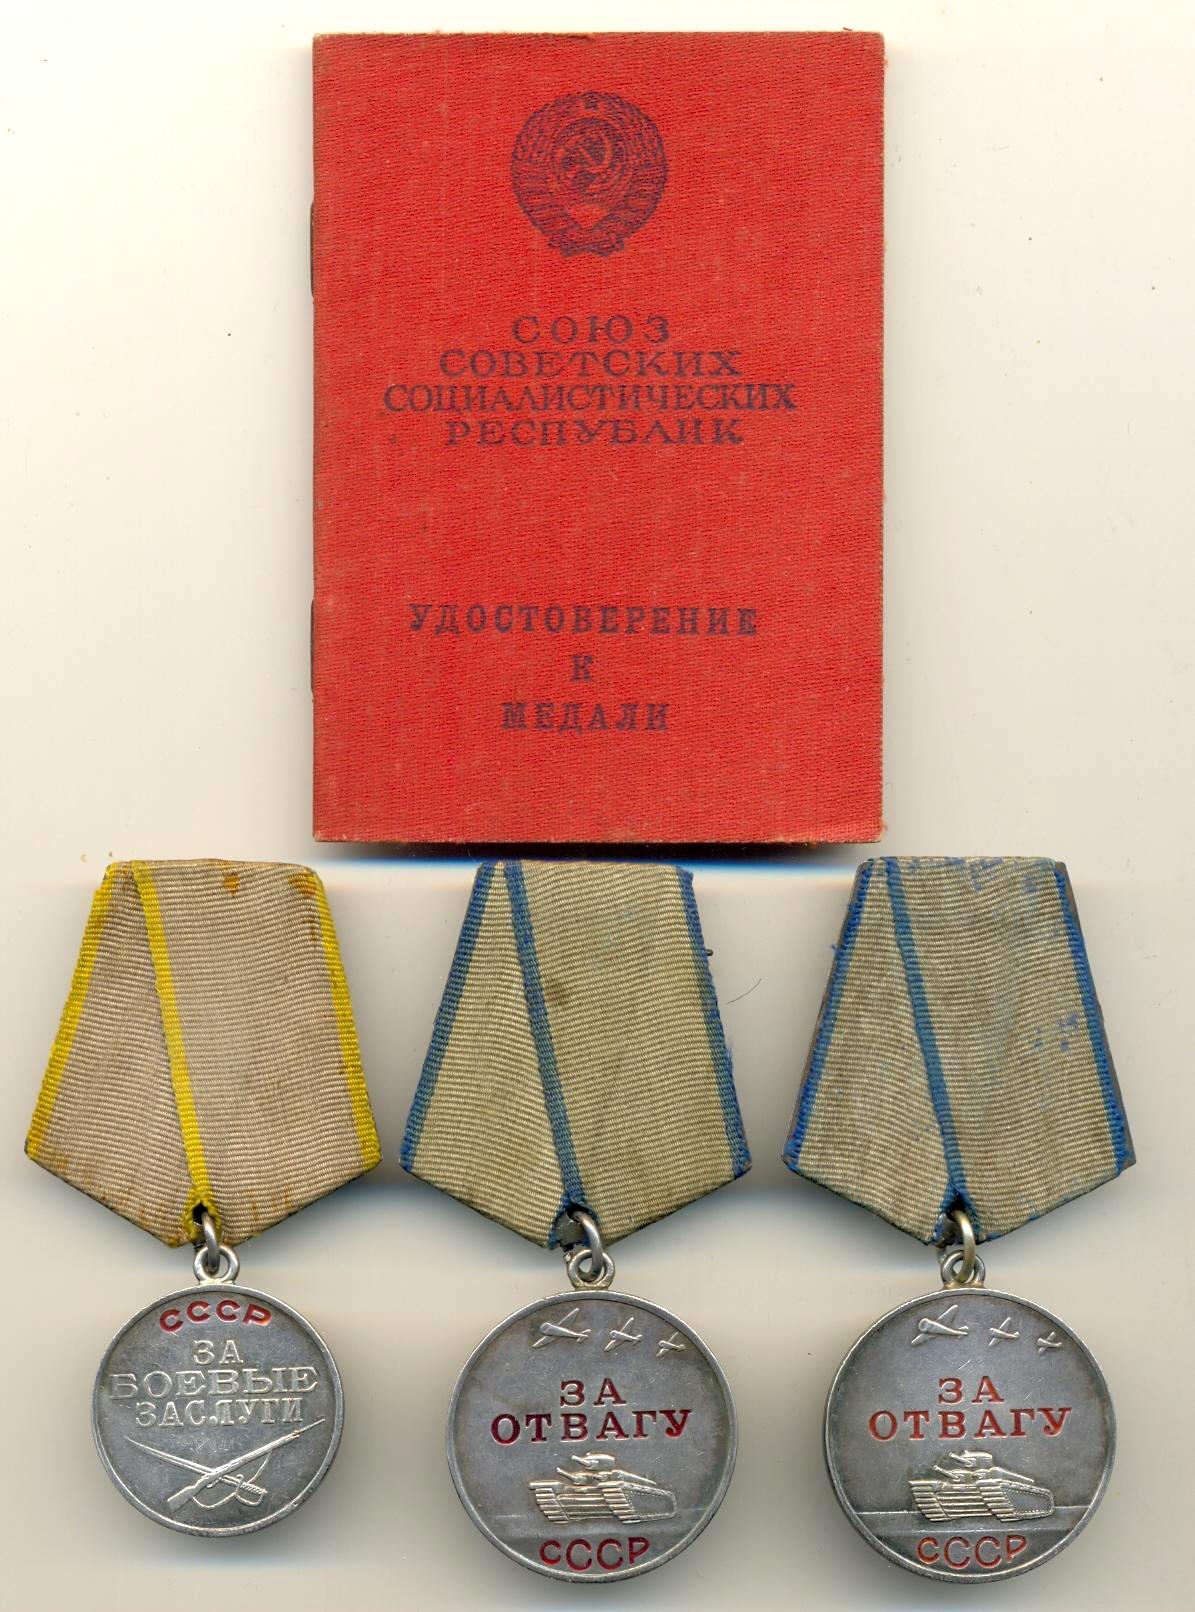 СОЮЗ
СОВЕТСКИХ
СОЦИАЛИСТИЧЕСКИХ
РЕСПУБЛИК
УДОСТОВЕРЕНИЕ
К
МЕДАЛИ
СССР
ЗА
БОЕВЫЕ
ЗАСЛУГИ
ЗА
ОТВАГУ
СССР
ЗА
ОТВАГУ
СССР